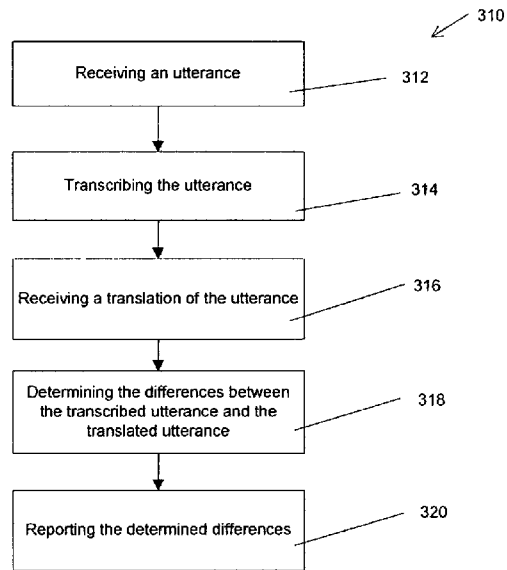 310
Receiving an utterance
312
Transcribing the utterance
314
Receiving a translation of the utterance
316
Determining the differences between
the transcribed utterance and the
translated utterance
318
Reporting the determined differences
320